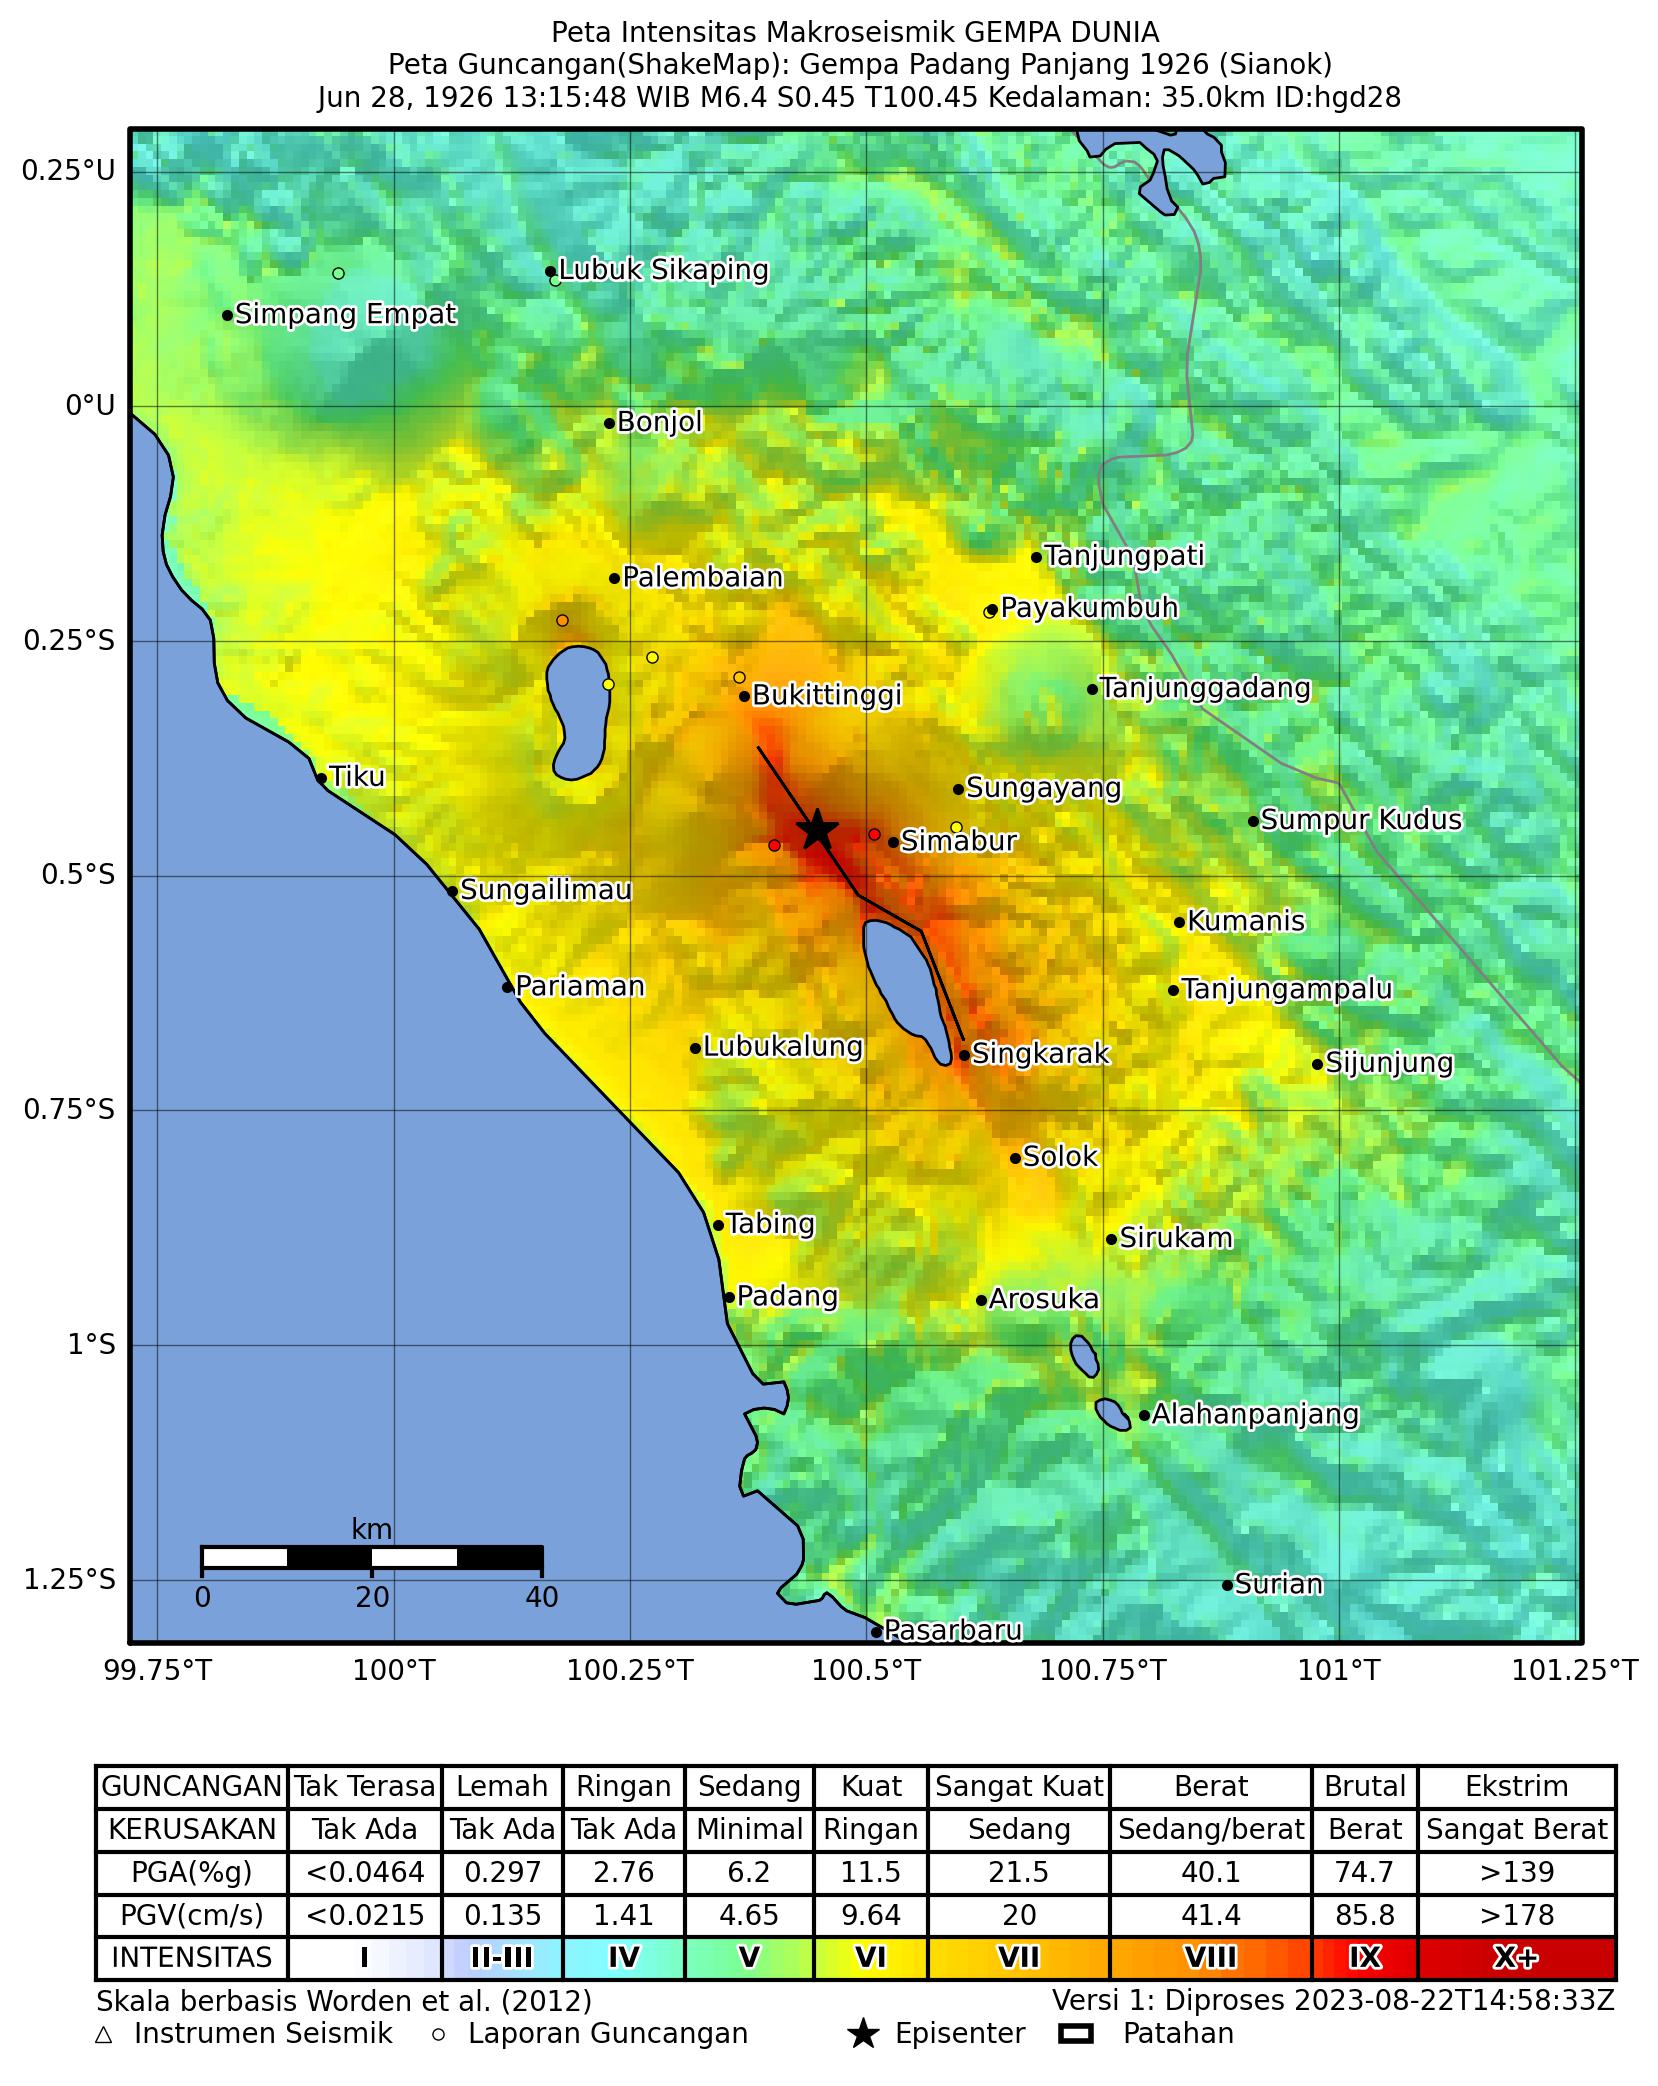 Peta Intensitas Makroseismik GEMPA DUNIA
Peta Guncangan(ShakeMap): Gempa Padang Panjang 1926 (Sianok)
Jun 28, 1926 13:15:48 WIB M6.4 S0.45 T100.45 Kedalaman: 35.0km ID:hgd28
0.25°U
Lubuk Sikaping
Simpang Empat
0°U
Bonjol
Tanjungpati
Palembaian
Payakumbuh
0.25°S
Tanjunggadang
Bukittinggi
Tiku
Sungayang
Sumpur Kudus
Simabur
0.5°S
Sungailimau
Kumanis
Pariaman
Tanjungampalu
Lubukalung
Singkarak
Sijunjung
0.75°S
Solok
Tabing
Sirukam
Padang
Arosuka
1°S
Alahanpanjang
km
0 20 40
1.25°S
Surian
Pasarbaru
99.75°T 100°T 100.25°T 100.5°T 100.75°T 101°T 101.25°T
GUNCANGAN Tak Terasa Lemah Ringan Sedang Kuat Sangat Kuat Berat Brutal Ekstrim
KERUSAKAN Tak Ada Tak Ada Tak Ada Minimal Ringan Sedang Sedang/berat Berat Sangat Berat
PGA(%g) <0.0464 0.297 2.76 6.2 11.5 21.5 40.1 74.7 >139
PGV(cm/s) <0.0215 0.135 1.41 4.65 9.64 20 41.4 85.8 >178
INTENSITAS I II-III IV V VI VII VIII IX X+
Skala berbasis Worden et al. (2012) Versi 1: Diproses 2023-08-22T14:58:33Z
Instrumen Seismik Laporan Guncangan Episenter Patahan